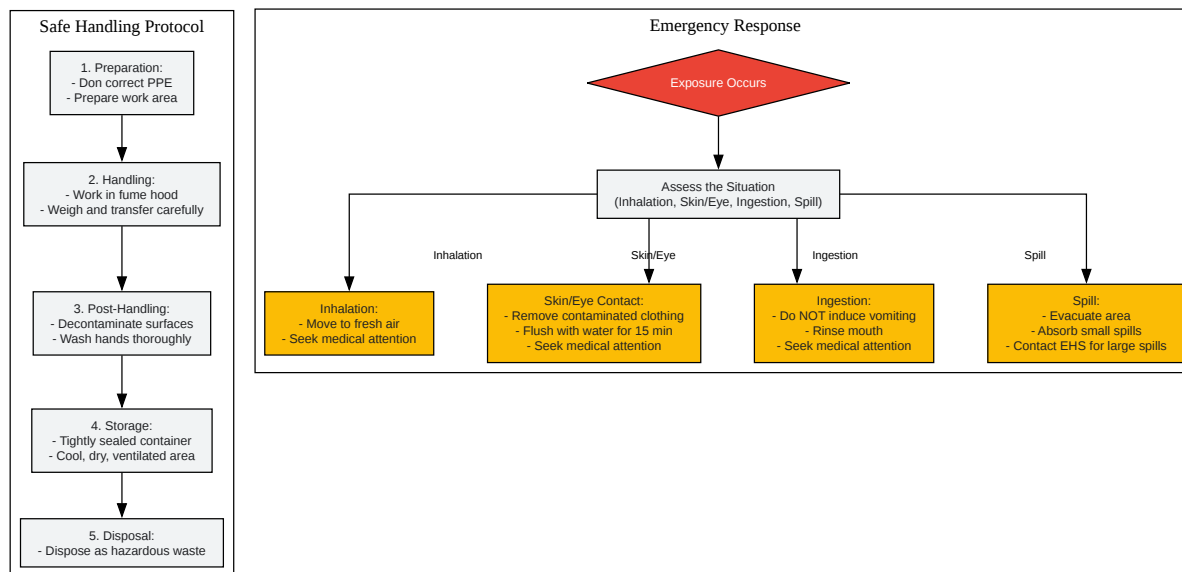 Safe Handling Protocol
1. Preparation:
- Don correct PPE
- Prepare work area
2. Handling:
- Work in fume hood
- Weigh and transfer carefully
3. Post-Handling:
- Decontaminate surfaces
- Wash hands thoroughly
4. Storage:
- Tightly sealed container
- Cool, dry, ventilated area
5. Disposal:
- Dispose as hazardous waste
Emergency Response
Exposure Occurs
Assess the Situation
(Inhalation, Skin/Eye, Ingestion, Spill)
Inhalation
Skin/Eye
Ingestion
Spill
Inhalation:
- Move to fresh air
- Seek medical attention
Skin/Eye Contact:
- Remove contaminated clothing
- Flush with water for 15 min
- Seek medical attention
Ingestion:
- Do NOT induce vomiting
- Rinse mouth
- Seek medical attention
Spill:
- Evacuate area
- Absorb small spills
- Contact EHS for large spills